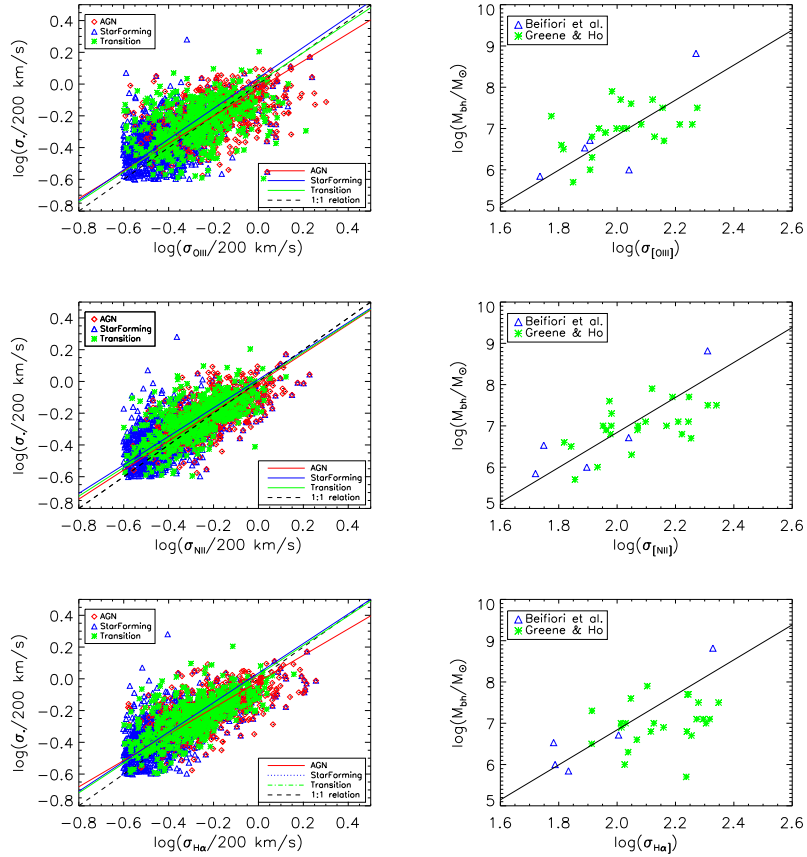 AGN
StarForming
Transition
AGN
StarForming
Transition
1:1 relation
0.4
0.2
0.0
−0.2
−0.4
−0.6
−0.8
−0.8 −0.6 −0.4 −0.2 0.0 0.2 0.4
log(σ*/200 km/s)
log(σOIII/200 km/s)
Beifiori et al.
Greene & Ho
10
9
8
7
6
5
1.6 1.8 2.0 2.2 2.4 2.6
log(Mbh/M⊙)
log(σ[OIII])
AGN
StarForming
Transition
AGN
StarForming
Transition
1:1 relation
0.4
0.2
0.0
−0.2
−0.4
−0.6
−0.8
−0.8 −0.6 −0.4 −0.2 0.0 0.2 0.4
log(σ*/200 km/s)
log(σNII/200 km/s)
Beifiori et al.
Greene & Ho
10
9
8
7
6
5
1.6 1.8 2.0 2.2 2.4 2.6
log(Mbh/M⊙)
log(σ[NII])
AGN
StarForming
Transition
AGN
StarForming
Transition
1:1 relation
0.4
0.2
0.0
−0.2
−0.4
−0.6
−0.8
−0.8 −0.6 −0.4 −0.2 0.0 0.2 0.4
log(σ*/200 km/s)
log(σHα/200 km/s)
Beifiori et al.
Greene & Ho
10
9
8
7
6
5
1.6 1.8 2.0 2.2 2.4 2.6
log(Mbh/M⊙)
log(σHα])